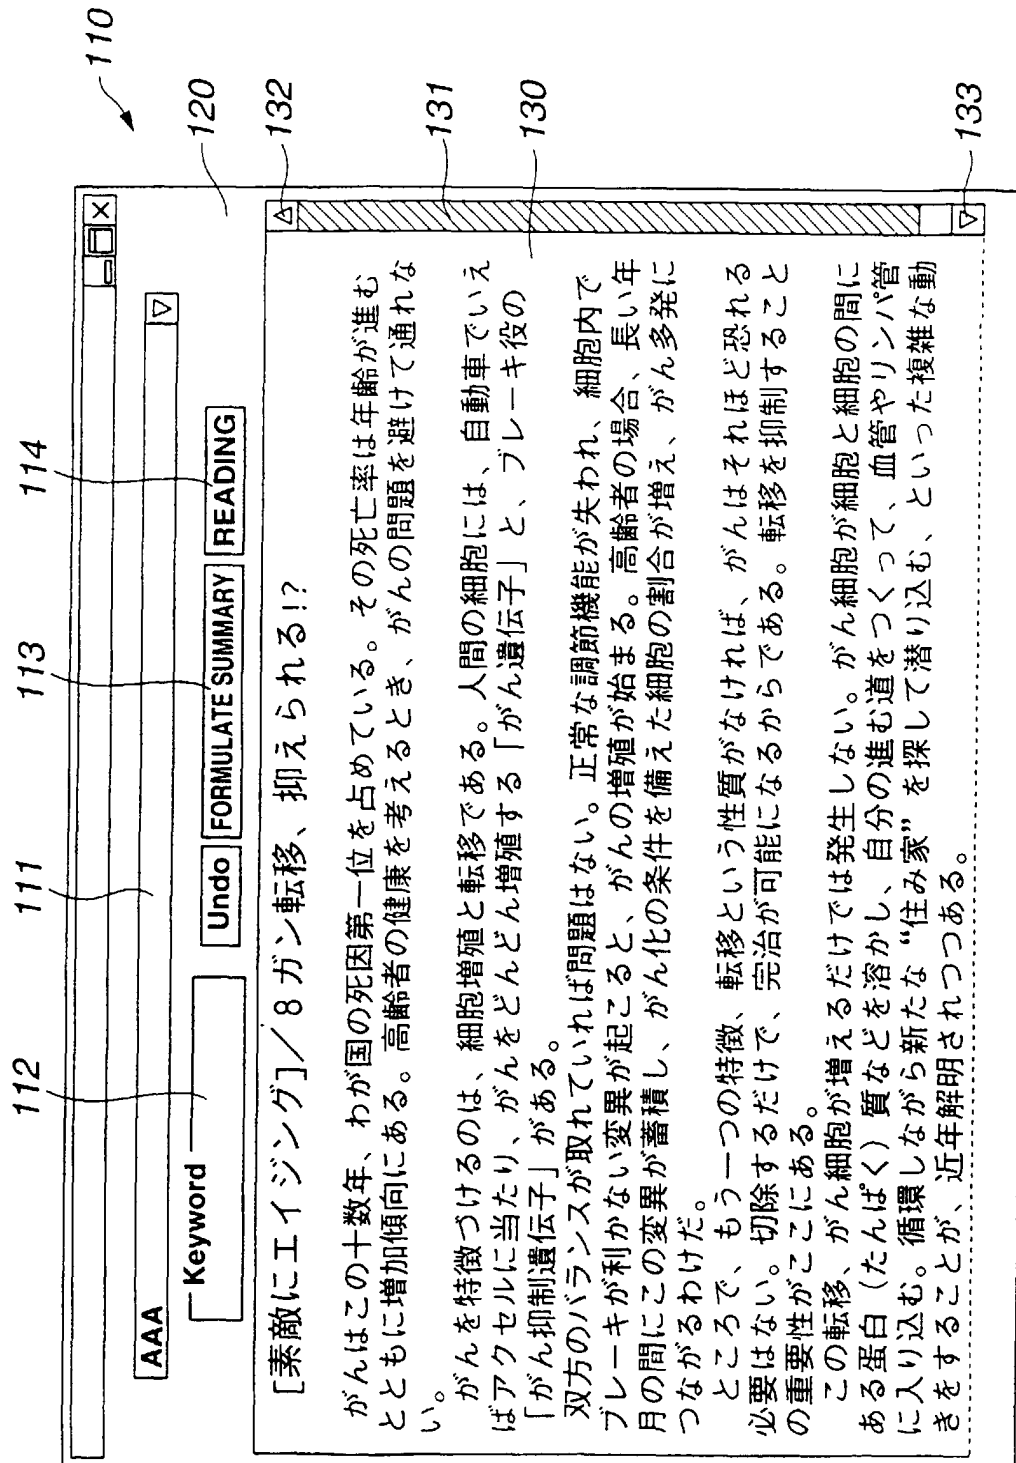 110
111
112
113
114
120
AAA
Keyword
Undo
FORMULATE SUMMARY
READING
132
131
130
133
[素敵にエイジング]／8ガン転移、抑えられる!?
がんはこの十数年、わが国の死因第一位を占めている。その死亡率は年齢が進む
とともに増加傾向にある。高齢者の健康を考えるとき、がんの問題を避けて通れな
い。
がんを特徴づけるのは、細胞増殖と転移である。人間の細胞には、自動車でいえ
ばアクセルに当たり、がんをどんどん増殖する「がん遺伝子」と、ブレーキ役の
「がん抑制遺伝子」がある。
双方のバランスが取れていれば問題はない。正常な調節機能が失われ、細胞内で
ブレーキが利かない変異が起こると、がんの増殖が始まる。高齢者の場合、長い年
月の間にこの変異が蓄積し、がん化の条件を備えた細胞の割合が増え、がん多発に
つながるわけだ。
ところで、もう一つの特徴、転移という性質がなければ、がんはそれほど恐れる
必要はない。切除するだけで、完治が可能になるからである。転移を抑制すること
の重要性がここにある。
この転移、がん細胞が増えるだけでは発生しない。がん細胞が細胞と細胞の間に
ある蛋白（たんぱく）質などを溶かし、自分の進む道をつくって、血管やリンパ管
に入り込む。循環しながら新たな“住み家”を探して潜り込む、といった複雑な動
きをすることが、近年解明されつつある。